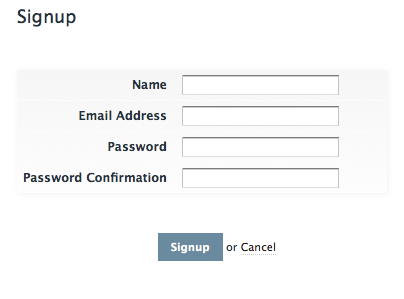 Signup
Name
Email Address
Password
Password Confirmation
Signup or Cancel